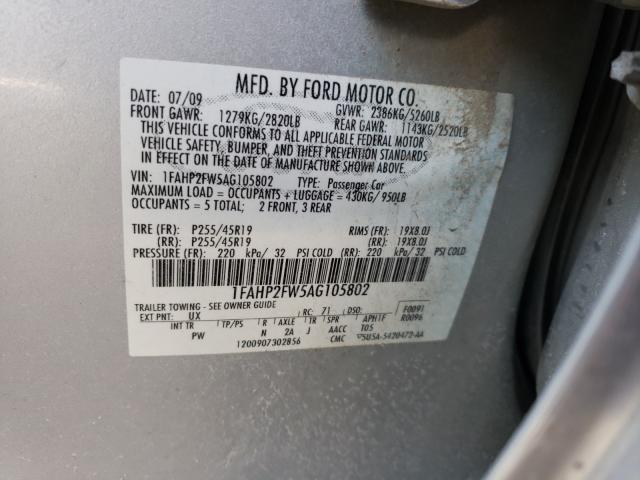 MFD. BY FORD MOTOR CO.
DATE: 07/09 GVWR: 2386KG/5260LB
FRONT GAWR: 1279KG/2820LB REAR GAWR: 1143KG/2520LB
THIS VEHICLE CONFORMS TO ALL APPLICABLE FEDERAL MOTOR
VEHICLE SAFETY, BUMPER, AND THEFT PREVENTION STANDARDS
IN EFFECT ON THE DATE OF MANUFACTURE SHOWN ABOVE.
VIN: 1FAHP2FW5AG105802 TYPE: Passenger Car
MAXIMUM LOAD = OCCUPANTS + LUGGAGE = 430KG/950LB
OCCUPANTS = 5 TOTAL; 2 FRONT, 3 REAR
TIRE (FR): P255/45R19 RIMS (FR): 19X8.0J
(RR): P255/45R19 (RR): 19X8.0J
PRESSURE (FR): 220 kPa/ 32 PSI COLD (RR): 220 kPa/ 32 PSI COLD
1FAHP2FW5AG105802
TRAILER TOWING - SEE OWNER GUIDE
EXT PNT: UX RC: 71 DSO: F0091
R0096
INT TR TP/PS R AXLE TR SPR
PW N 2A J AACC TOS
1200907302856 CMC 5U5A-5420472-AA